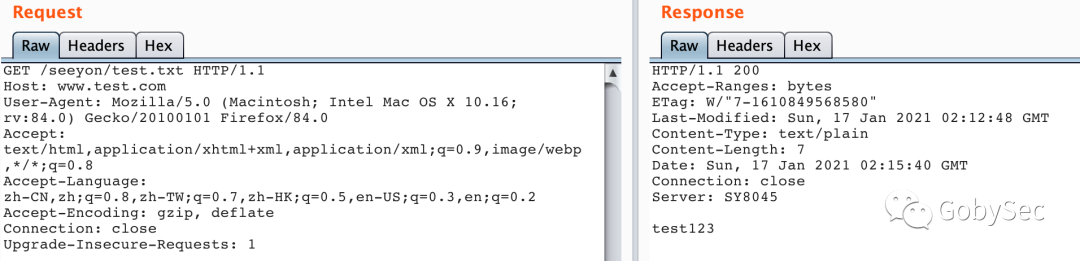 Request
Raw
Headers
Hex
GET /seeyon/test.txt HTTP/1.1
Host: www.test.com
User-Agent: Mozilla/5.0 (Macintosh; Intel Mac OS X 10.16;
rv:84.0) Gecko/20100101 Firefox/84.0
Accept:
text/html,application/xhtml+xml,application/xml;q=0.9,image/webp
,*/*;q=0.8
Accept-Language:
zh-CN,zh;q=0.8,zh-TW;q=0.7,zh-HK;q=0.5,en-US;q=0.3,en;q=0.2
Accept-Encoding: gzip, deflate
Connection: close
Upgrade-Insecure-Requests: 1
Response
Raw
Headers
Hex
HTTP/1.1 200
Accept-Ranges: bytes
ETag: W/"7-1610849568580"
Last-Modified: Sun, 17 Jan 2021 02:12:48 GMT
Content-Type: text/plain
Content-Length: 7
Date: Sun, 17 Jan 2021 02:15:40 GMT
Connection: close
Server: SY8045
test123
GobySec